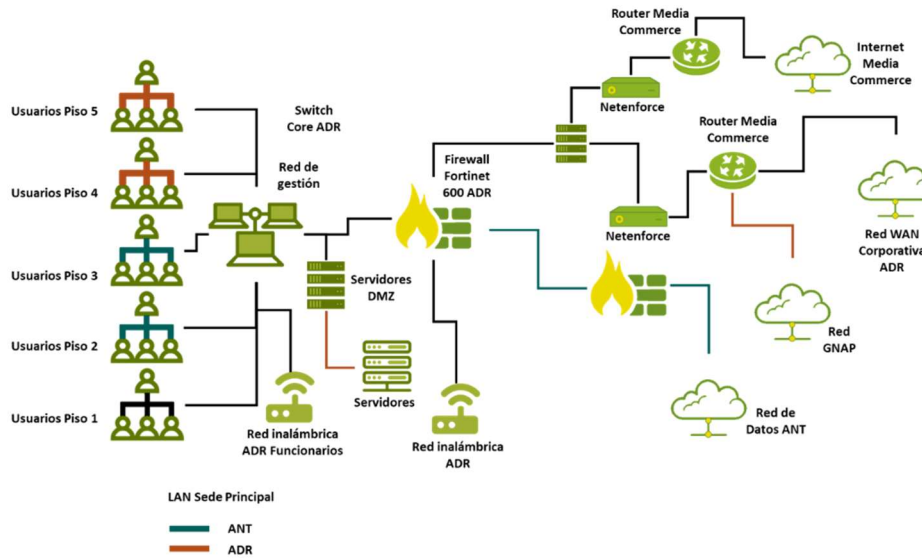 Router Media
Commerce
Internet
Media
Commerce
Netenforce
Usuarios Piso 5
Switch
Core ADR
Router Media
Commerce
Red de
gestión
Firewall
Fortinet
600 ADR
Usuarios Piso 4
Netenforce
Red WAN
Corporativa
ADR
Usuarios Piso 3
Servidores
DMZ
Red
GNAP
Usuarios Piso 2
Servidores
Usuarios Piso 1
Red inalámbrica
ADR Funcionarios
Red inalámbrica
ADR
Red de
Datos ANT
LAN Sede Principal
ANT
ADR